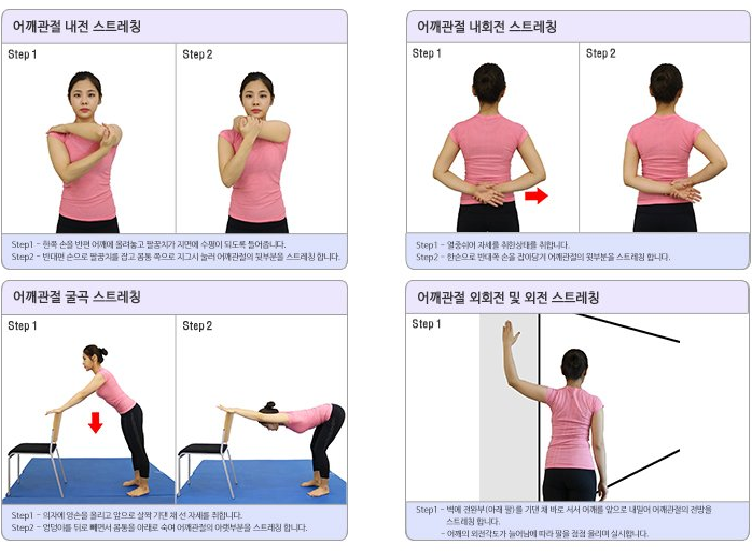 어깨관절 내전 스트레칭
Step 1
Step 2
Step1 - 한쪽 손을 반편 어깨에 올려놓고 팔꿈치가 지면에 수평이 되도록 들어줍니다.
Step2 - 반대편 손으로 팔꿈치를 잡고 몸통 쪽으로 지그시 눌러 어깨관절의 뒷부분을 스트레칭 합니다.
어깨관절 내회전 스트레칭
Step 1
Step 2
Step1 - 열중쉬어 자세를 취환상태를 취합니다.
Step2 - 한손으로 반대쪽 손을 잡아당겨 어깨관절의 윗부분을 스트레칭 합니다.
어깨관절 굴곡 스트레칭
Step 1
Step 2
Step1 - 의자에 양손을 올리고 앞으로 살짝 기댄 채 선 자세를 취합니다.
Step2 - 엉덩이를 뒤로 빼면서 몸통을 아래로 숙여 어깨관절의 아랫부분을 스트레칭 합니다.
어깨관절 외회전 및 외전 스트레칭
Step 1
Step1 - 벽에 전완부(아래 팔)를 기댄 채 바로 서서 어깨를 앞으로 내밀어 어깨관절의 전방을
스트레칭 합니다.
- 어깨의 외전각도가 늘어남에 따라 팔을 점점 올리며 실시합니다.